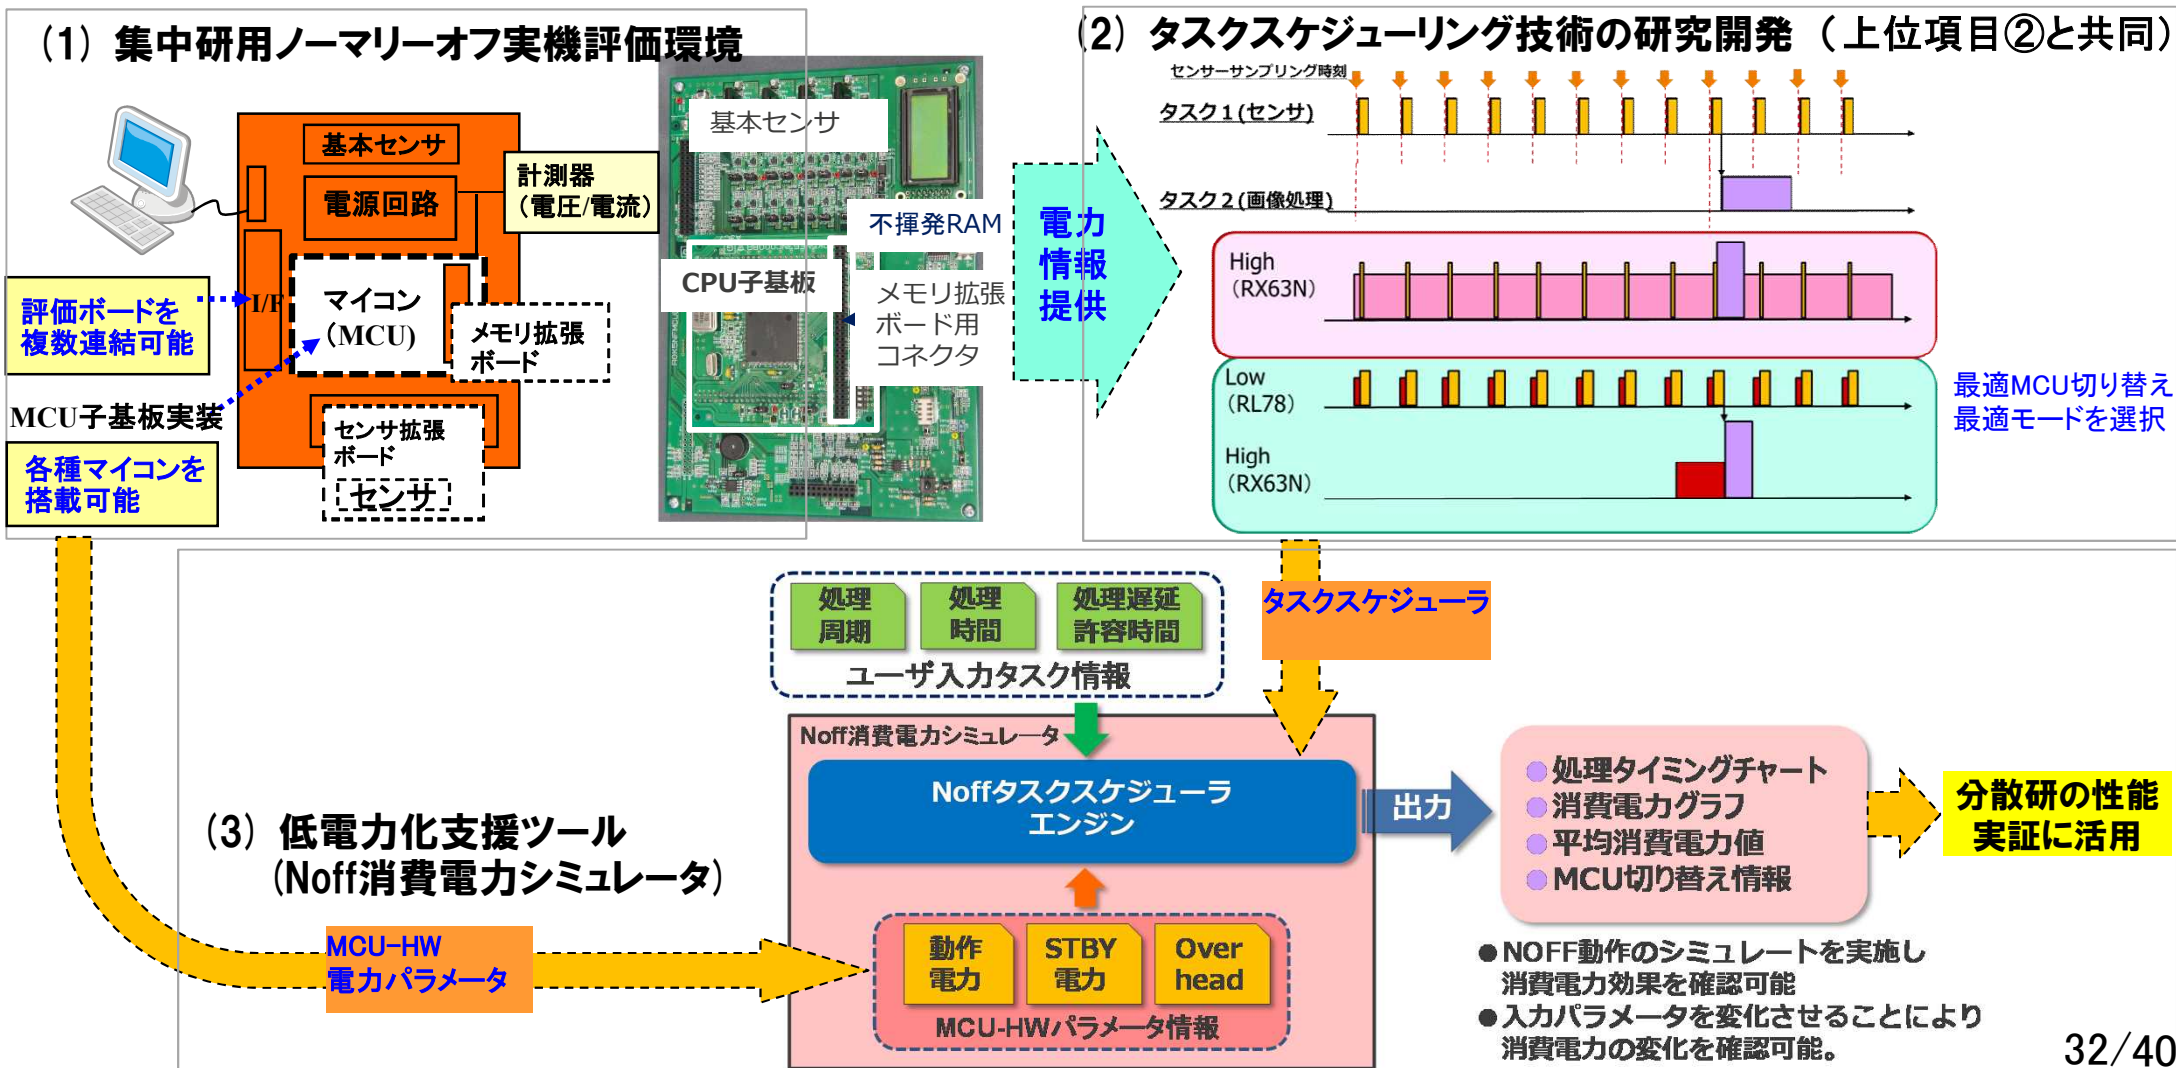 (1) 集中研用ノーマリーオフ実機評価環境
基本センサ
電源回路
計測器
(電圧/電流)
I/F
マイコン
(MCU)
メモリ拡張
ボード
評価ボードを
複数連結可能
MCU子基板実装
各種マイコンを
搭載可能
センサ拡張
ボード
センサ
基本センサ
不揮発RAM
CPU子基板
メモリ拡張
ボード用
コネクタ
電力
情報
提供
(2) タスクスケジューリング技術の研究開発 (上位項目②と共同)
センサーサンプリング時刻
タスク1(センサ)
タスク2(画像処理)
High
(RX63N)
Low
(RL78)
High
(RX63N)
最適MCU切り替え
最適モードを選択
処理
周期
処理
時間
処理遅延
許容時間
ユーザ入力タスク情報
タスクスケジューラ
(3) 低電力化支援ツール
(Noff消費電力シミュレータ)
Noff消費電力シミュレータ
Noffタスクスケジューラ
エンジン
MCU-HW
電力パラメータ
動作
電力
STBY
電力
Over
head
MCU-HWパラメータ情報
出力
●処理タイミングチャート
●消費電力グラフ
●平均消費電力値
●MCU切り替え情報
分散研の性能
実証に活用
●NOFF動作のシミュレートを実施し
消費電力効果を確認可能
●入力パラメータを変化させることにより
消費電力の変化を確認可能。
32/40